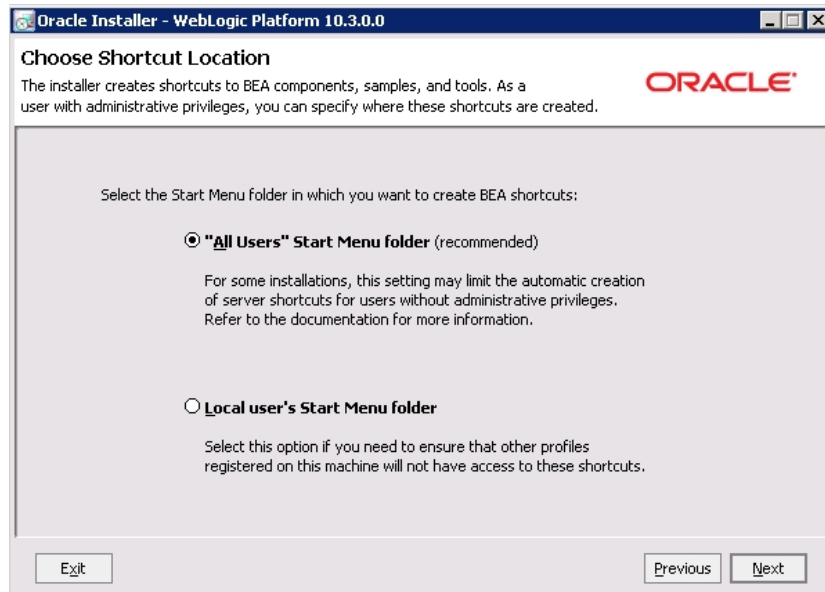 Oracle Installer - WebLogic Platform 10.3.0.0
Choose Shortcut Location
The installer creates shortcuts to BEA components, samples, and tools. As a
user with administrative privileges, you can specify where these shortcuts are created.
ORACLE
Select the Start Menu folder in which you want to create BEA shortcuts:
"All Users" Start Menu folder (recommended)
For some installations, this setting may limit the automatic creation
of server shortcuts for users without administrative privileges.
Refer to the documentation for more information.
Local user's Start Menu folder
Select this option if you need to ensure that other profiles
registered on this machine will not have access to these shortcuts.
Exit
Previous
Next